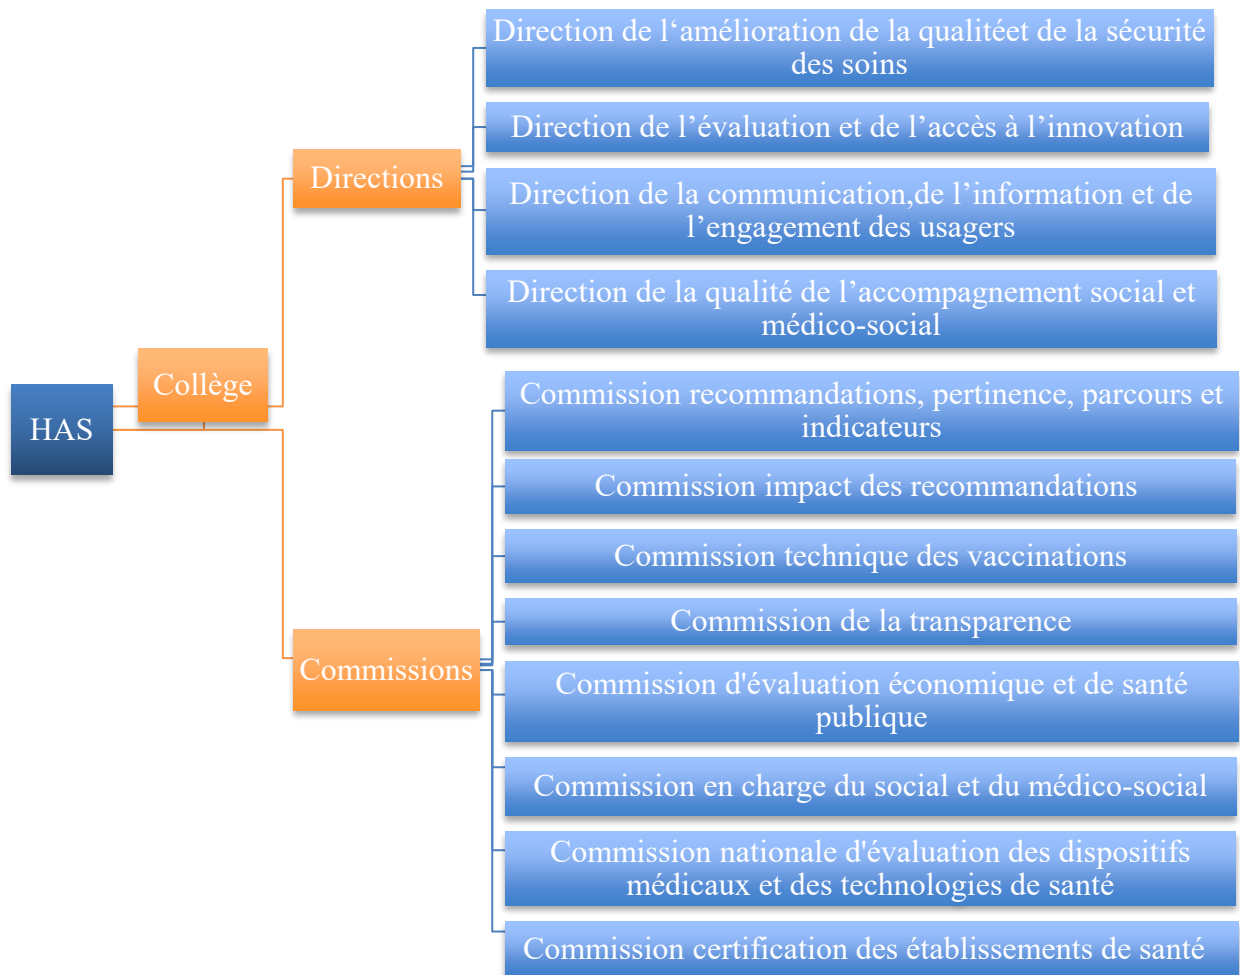 HAS
Collège
Directions
Direction de l‘amélioration de la qualitéet de la sécurité
des soins
Direction de l’évaluation et de l’accès à l’innovation
Direction de la communication,de l’information et de
l’engagement des usagers
Direction de la qualité de l’accompagnement social et
médico-social
Commissions
Commission recommandations, pertinence, parcours et
indicateurs
Commission impact des recommandations
Commission technique des vaccinations
Commission de la transparence
Commission d'évaluation économique et de santé
publique
Commission en charge du social et du médico-social
Commission nationale d'évaluation des dispositifs
médicaux et des technologies de santé
Commission certification des établissements de santé